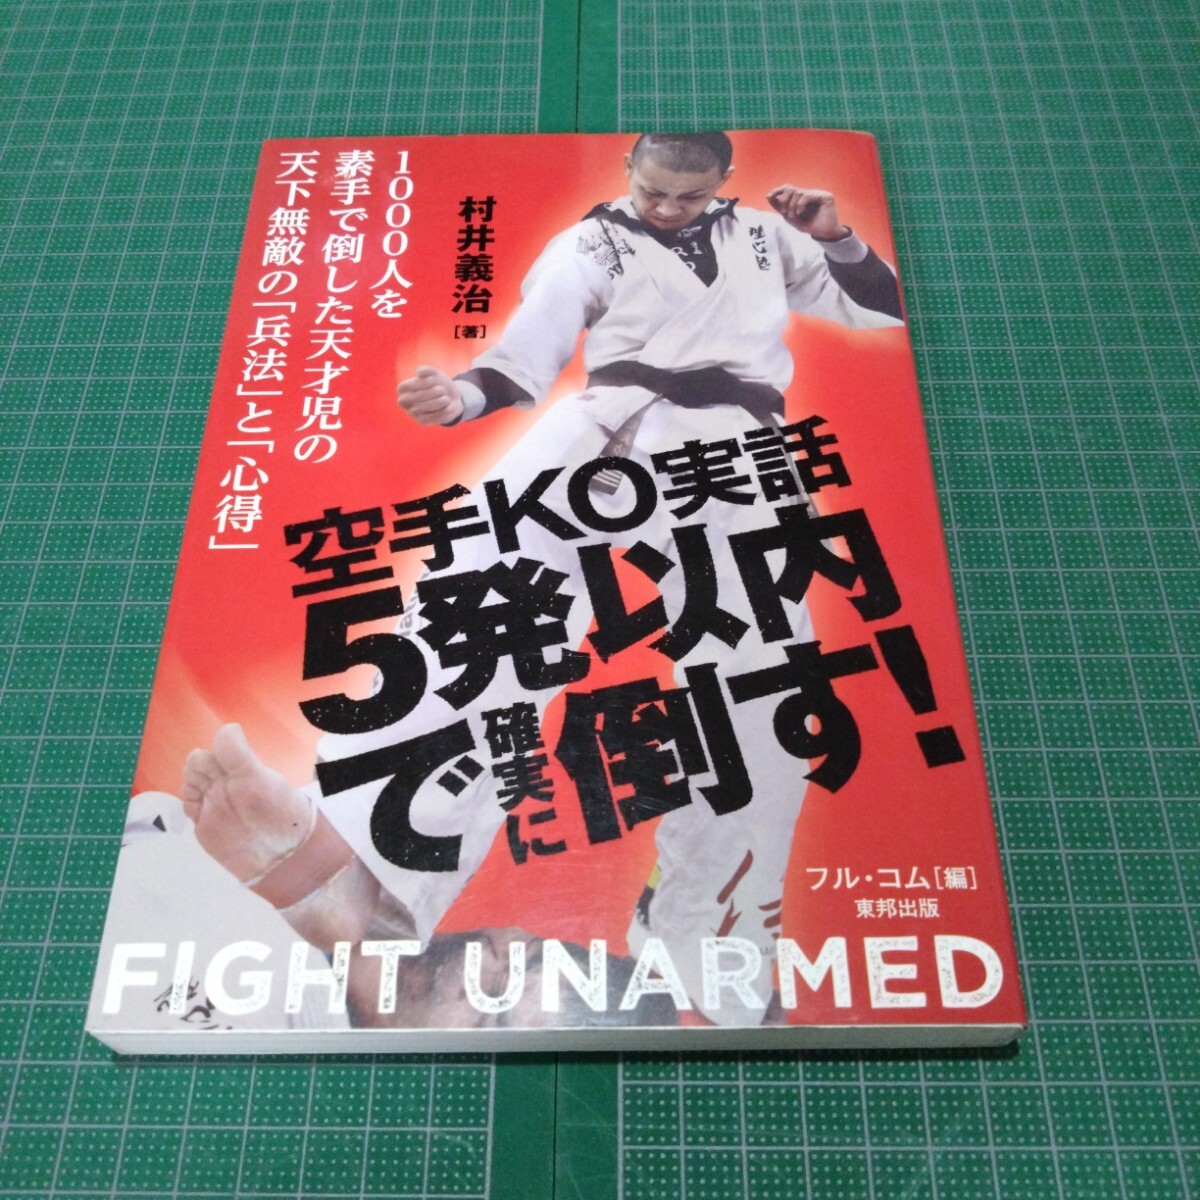 1000人を
素手で倒した天才児の
天下無敵の「兵法」と「心得」
村井義治
[著]
空手KO実話
5発以内
で確実に倒す!
フル・コム[編]
東邦出版
FIGHT UNARMED